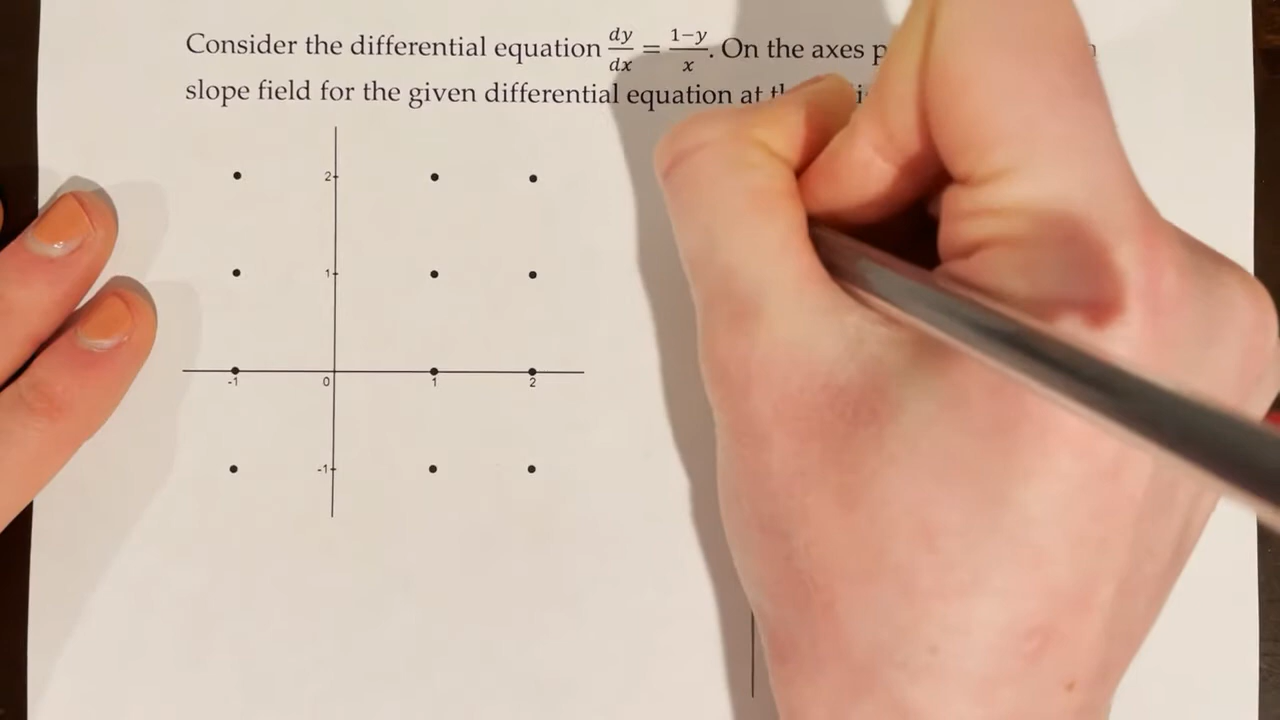 Consider the differential equation dy/dx = 1−y/x. On the axes
slope field for the given differential equation at
2
1
-1 0 1 2
-1